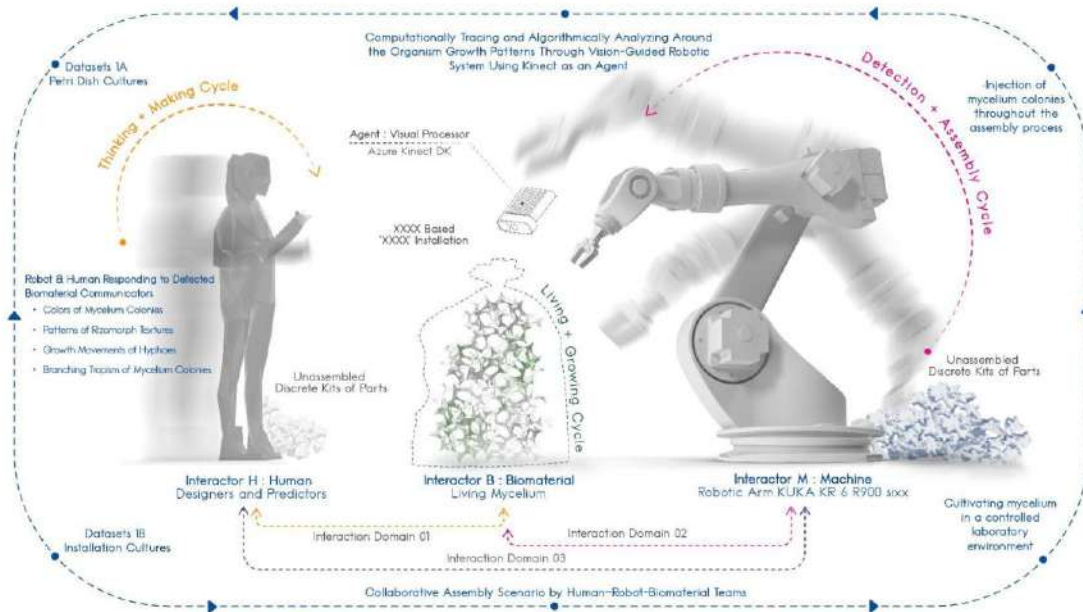 Computationally Tracing and Algorithmically Analyzing Around
the Organism Growth Patterns Through Vision-Guided Robotic
System Using Kinect as an Agent
Datasets 1A
Petri Dish Cultures
Thinking + Making Cycle
Agent : Visual Processor
Azure Kinect DK
Detection + Assembly Cycle
Injection of
mycelium colonies
throughout the
assembly process
XXXX Based
"XXXX" Installation
Robot & Human Responding to Detected
Biomaterial Communicators
• Colors of Mycelium Colonies
• Patterns of Rizomorph Textures
• Growth Movements of Hyphaes
• Branching Tropism of Mycelium Colonies
Living + Growing Cycle
Unassembled
Discrete Kits of Parts
Unassembled
Discrete Kits of Parts
Interactor H : Human
Designers and Predictors
Interactor B : Biomaterial
Living Mycelium
Interactor M : Machine
Robotic Arm KUKA KR 6 R900 sixx
Datasets 1B
Installation Cultures
Interaction Domain 01
Interaction Domain 02
Interaction Domain 03
Cultivating mycelium
in a controlled
laboratory
environment
Collaborative Assembly Scenario by Human-Robot-Biomaterial Teams